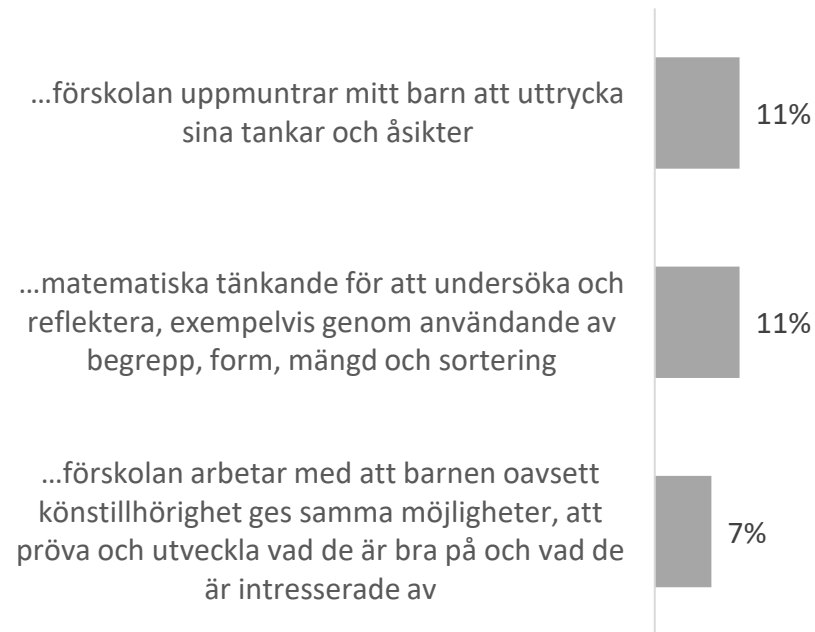 …förskolan uppmuntrar mitt barn att uttrycka
sina tankar och åsikter
11%
…matematiska tänkande för att undersöka och
reflektera, exempelvis genom användande av
begrepp, form, mängd och sortering
11%
…förskolan arbetar med att barnen oavsett
könstillhörighet ges samma möjligheter, att
pröva och utveckla vad de är bra på och vad de
är intresserade av
7%